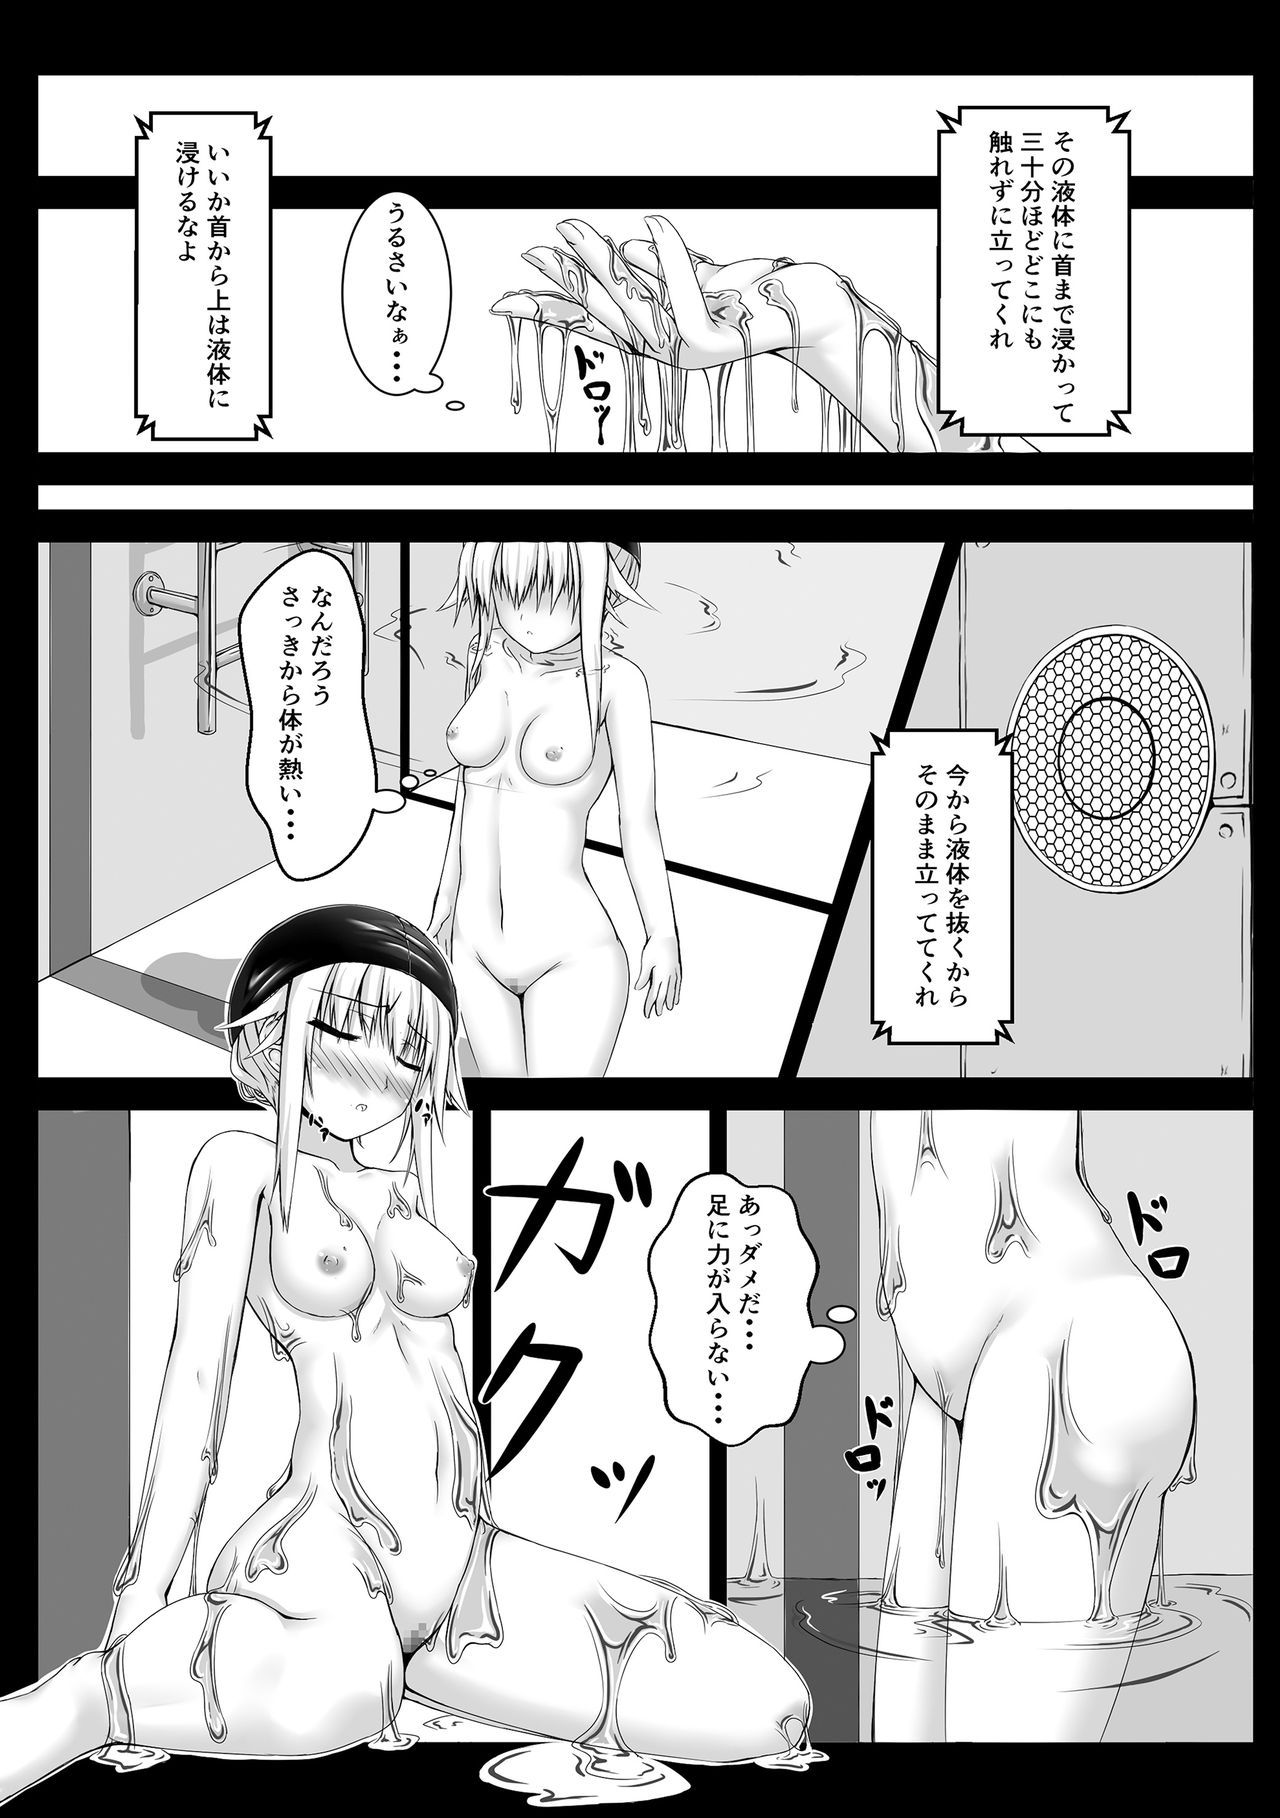 その液体に首まで浸かって
三十分ほどどこにも
触れずに立ってくれ
ドロッ
うるさいなぁ・・・
いいか首から上は液体に
浸けるなよ
今から液体を抜くから
そのまま立っててくれ
なんだろう
さっきから体が熱い・・・
ドロ
ドロッ
あっダメだ・・・
足に力が入らない・・・
ガクッ